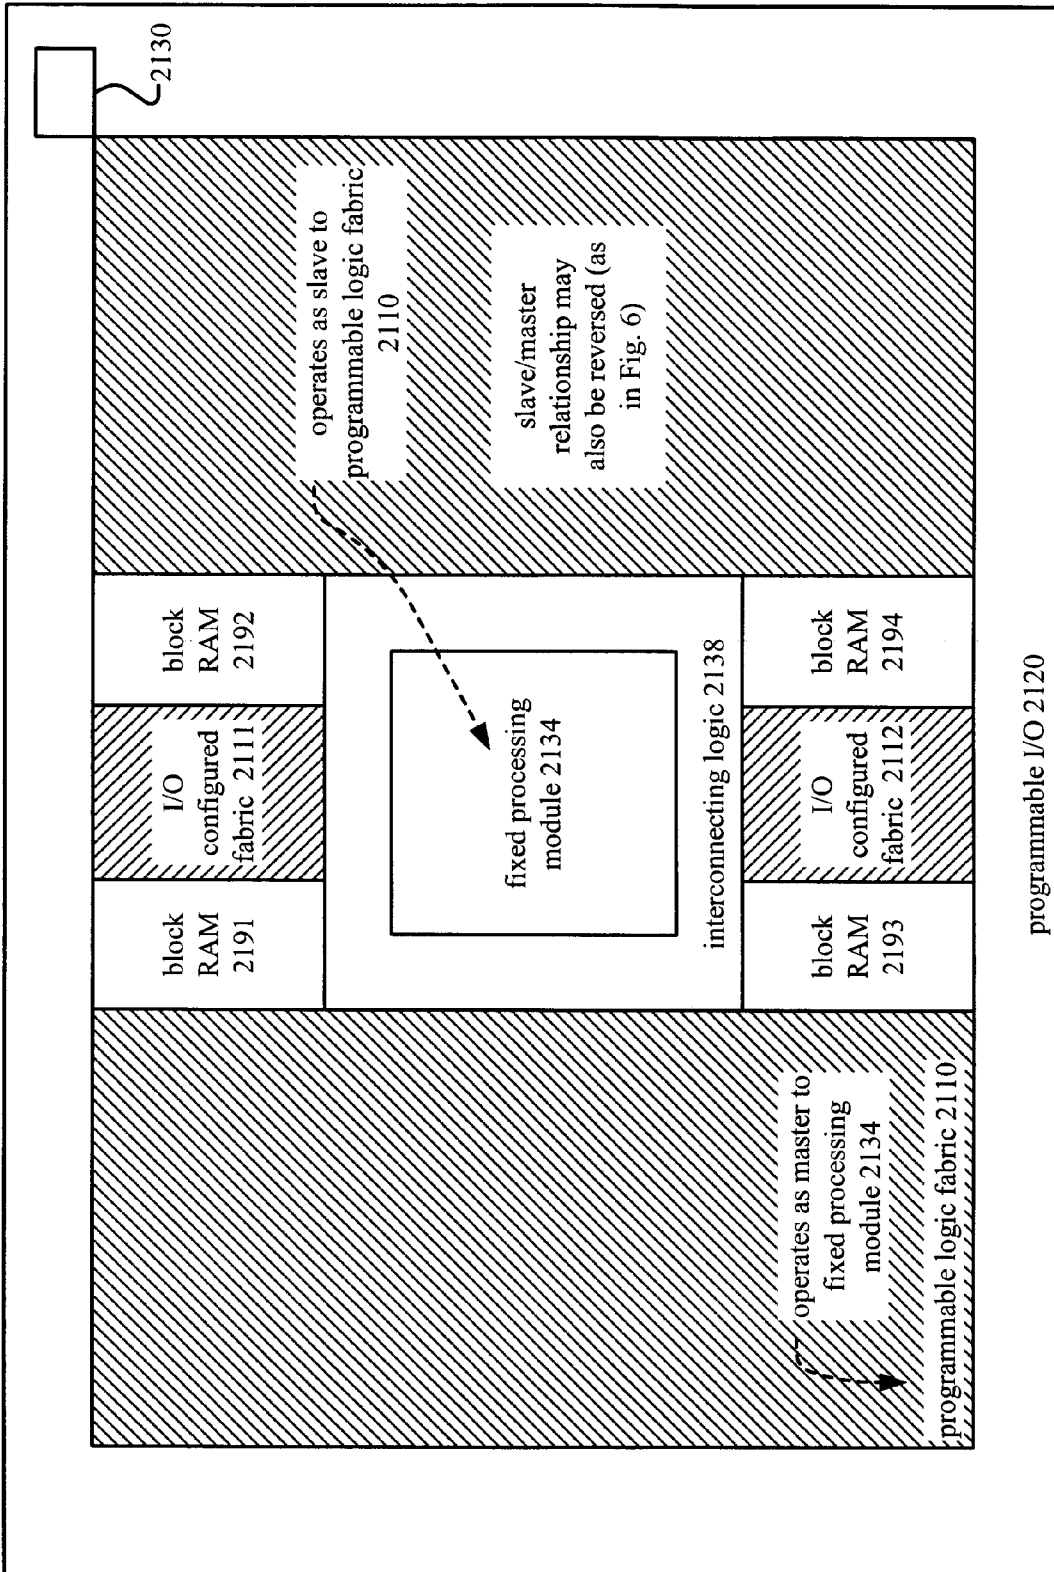 2130
operates as slave to
programmable logic fabric
2110
slave/master
relationship may
also be reversed (as
in Fig. 6)
block
RAM
2191
I/O
configured
fabric 2111
block
RAM
2192
fixed processing
module 2134
interconnecting logic 2138
block
RAM
2193
I/O
configured
fabric 2112
block
RAM
2194
operates as master to
fixed processing
module 2134
programmable logic fabric 2110
programmable I/O 2120